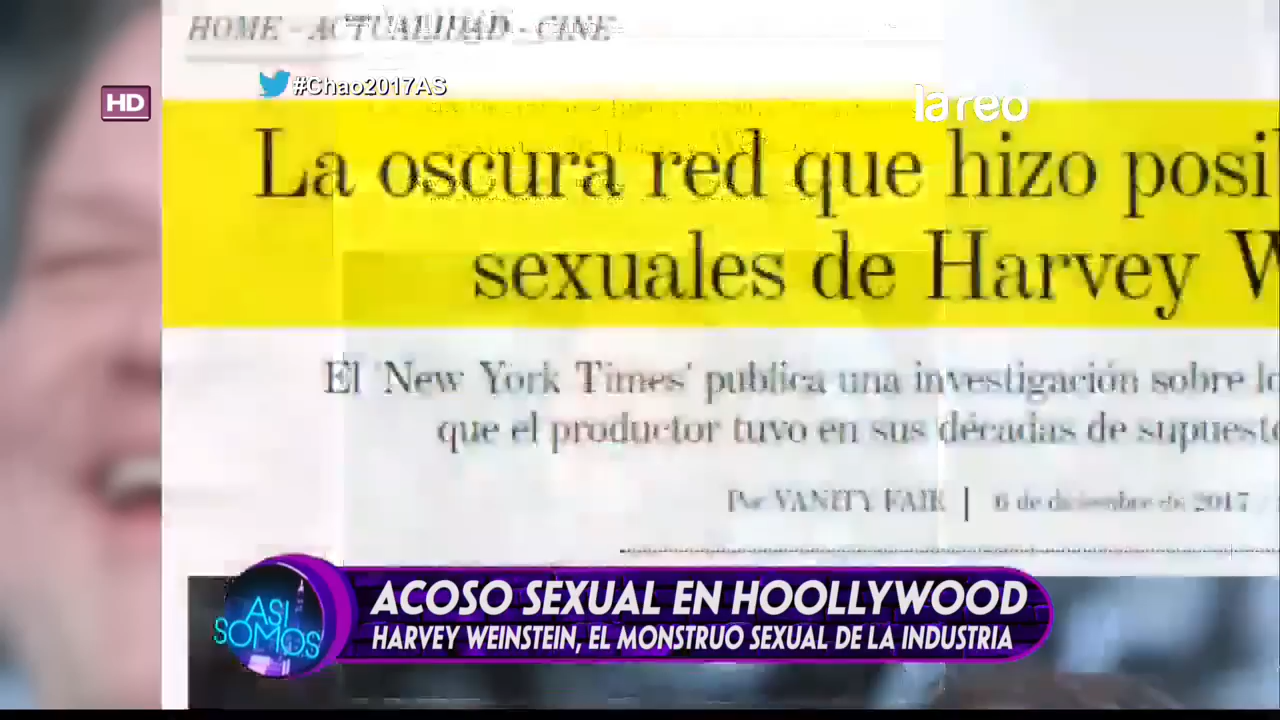 HOME - ACTUALIDAD - CINE
#Chao2017AS
HD
la red
La oscura red que hizo posi
sexuales de Harvey W
El 'New York Times' publica una investigación sobre lo
que el productor tuvo en sus décadas de supuesto
Por VANITY FAIR | 6 de diciembre de 2017
ASI
SOMOS
ACOSO SEXUAL EN HOOLLYWOOD
HARVEY WEINSTEIN, EL MONSTRUO SEXUAL DE LA INDUSTRIA